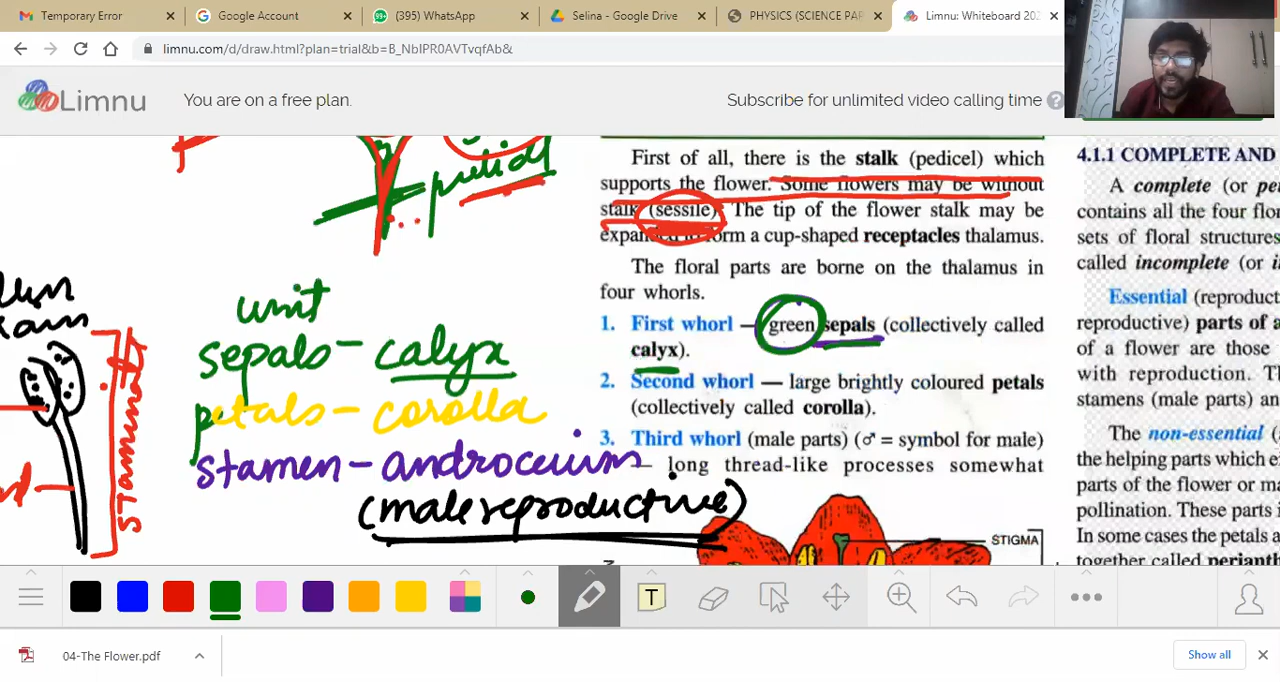 Temporary Error
Google Account
(395) WhatsApp
Selina - Google Drive
PHYSICS (SCIENCE PAP
Limnu: Whiteboard 202
limnu.com/d/draw.html?plan=trial&b=B_NbIPR0AVTvqfAb&
Limnu
You are on a free plan.
Subscribe for unlimited video calling time
First of all, there is the stalk (pedicel) which
supports the flower. Some flowers may be without
stalk (sessile). The tip of the flower stalk may be
expanded to form a cup-shaped receptacles thalamus.
The floral parts are borne on the thalamus in
four whorls.
1. First whorl — green sepals (collectively called
calyx).
2. Second whorl — large brightly coloured petals
(collectively called corolla).
3. Third whorl (male parts) (♂ = symbol for male)
— long thread-like processes somewhat
STIGMA
4.1.1 COMPLETE AND
A complete (or pe
contains all the four flor
sets of floral structures
called incomplete (or i
Essential (reproduct
reproductive) parts of a
of a flower are those
with reproduction. Th
stamens (male parts) an
The non-essential (
the helping parts which ei
parts of the flower or ma
pollination. These parts i
In some cases the petals a
together called periant
unit
sepals – calyx
petals – corolla
stamen – androceuim
(male reproductive)
T
04-The Flower.pdf
Show all